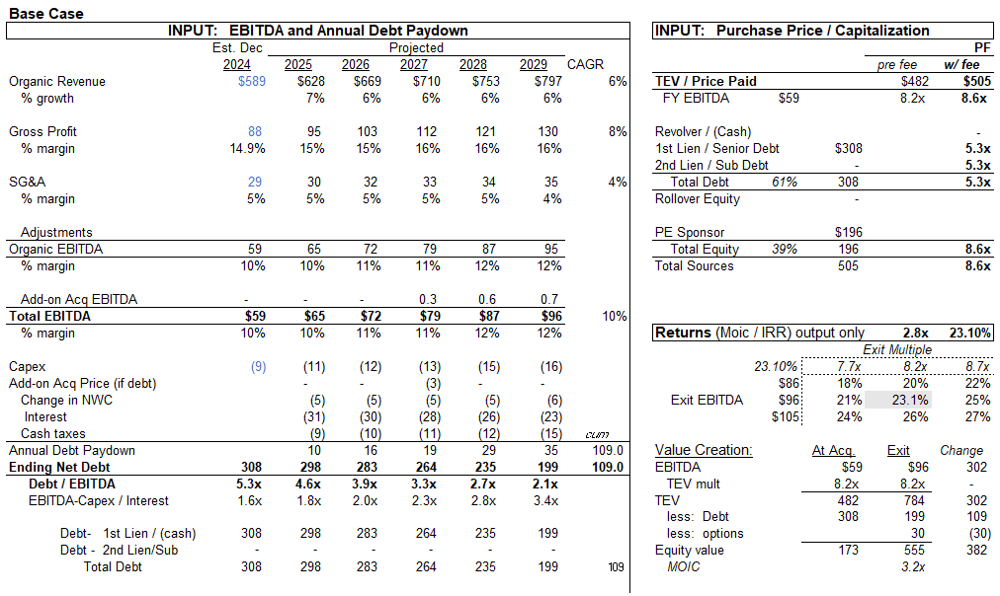 Base Case
INPUT: EBITDA and Annual Debt Paydown
Est. Dec Projected
2024 2025 2026 2027 2028 2029 CAGR
Organic Revenue $589 $628 $669 $710 $753 $797 6%
% growth 7% 6% 6% 6% 6%
Gross Profit 88 95 103 112 121 130 8%
% margin 14.9% 15% 15% 16% 16% 16%
SG&A 29 30 32 33 34 35 4%
% margin 5% 5% 5% 5% 5% 4%
Adjustments
Organic EBITDA 59 65 72 79 87 95
% margin 10% 10% 11% 11% 12% 12%
Add-on Acq EBITDA - - - 0.3 0.6 0.7
Total EBITDA $59 $65 $72 $79 $87 $96 10%
% margin 10% 10% 11% 11% 12% 12%
Capex (9) (11) (12) (13) (15) (16)
Add-on Acq Price (if debt) - - (3) - -
Change in NWC (5) (5) (5) (5) (6)
Interest (31) (30) (28) (26) (23)
Cash taxes (9) (10) (11) (12) (15) cum
Annual Debt Paydown 10 16 19 29 35 109.0
Ending Net Debt 308 298 283 264 235 199 109.0
Debt / EBITDA 5.3x 4.6x 3.9x 3.3x 2.7x 2.1x
EBITDA-Capex / Interest 1.6x 1.8x 2.0x 2.3x 2.8x 3.4x
Debt- 1st Lien / (cash) 308 298 283 264 235 199
Debt - 2nd Lien/Sub - - - - - -
Total Debt 308 298 283 264 235 199 109
INPUT: Purchase Price / Capitalization
PF
pre fee w/ fee
TEV / Price Paid $482 $505
FY EBITDA $59 8.2x 8.6x
Revolver / (Cash) -
1st Lien / Senior Debt $308 5.3x
2nd Lien / Sub Debt - 5.3x
Total Debt 61% 308 5.3x
Rollover Equity -
PE Sponsor $196
Total Equity 39% 196 8.6x
Total Sources 505 8.6x
Returns (Moic / IRR) output only 2.8x 23.10%
Exit Multiple
23.10% 7.7x 8.2x 8.7x
$86 18% 20% 22%
Exit EBITDA $96 21% 23.1% 25%
$105 24% 26% 27%
Value Creation: At Acq. Exit Change
EBITDA $59 $96 302
TEV mult 8.2x 8.2x -
TEV 482 784 302
less: Debt 308 199 109
less: options 30 (30)
Equity value 173 555 382
MOIC 3.2x